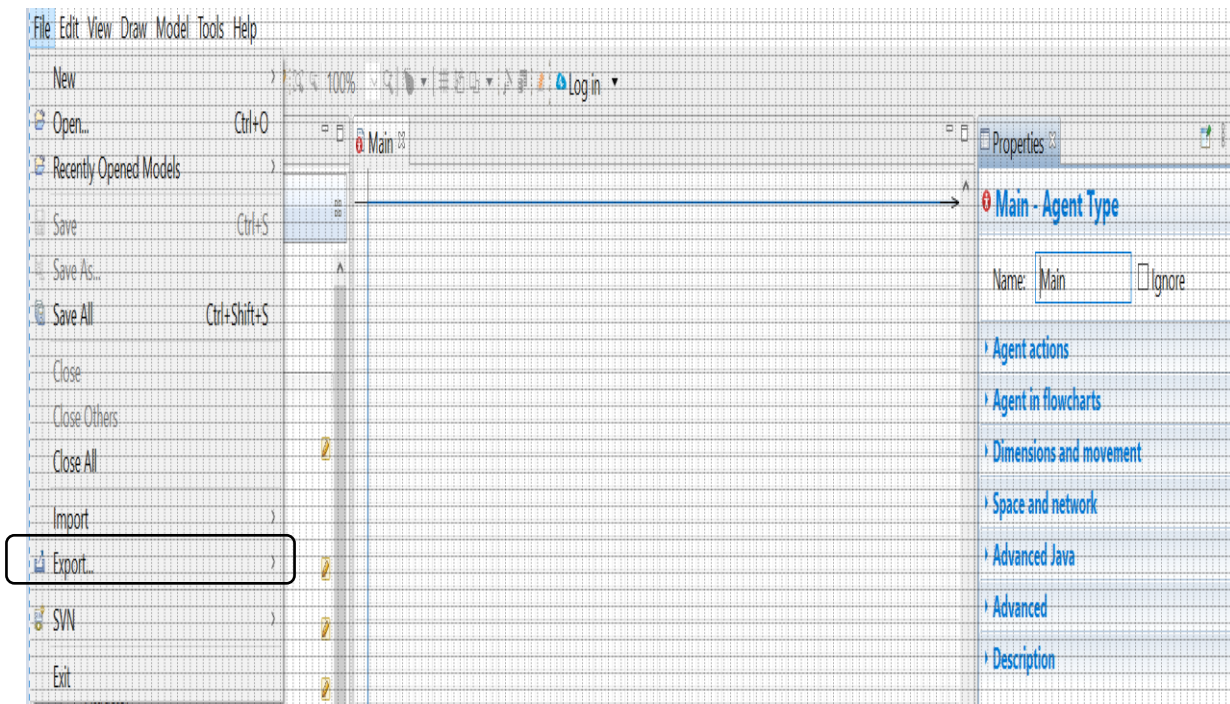 File Edit View Draw Model Tools Help
New
100%
Log in
Open... Ctrl+O
Main
Properties
Recently Opened Models
Main - Agent Type
Save Ctrl+S
Save As...
Name: Main Ignore
Save All Ctrl+Shift+S
Agent actions
Close
Agent in flowcharts
Close Others
Close All
Dimensions and movement
Space and network
Import
Export...
Advanced Java
SVN
Advanced
Description
Exit